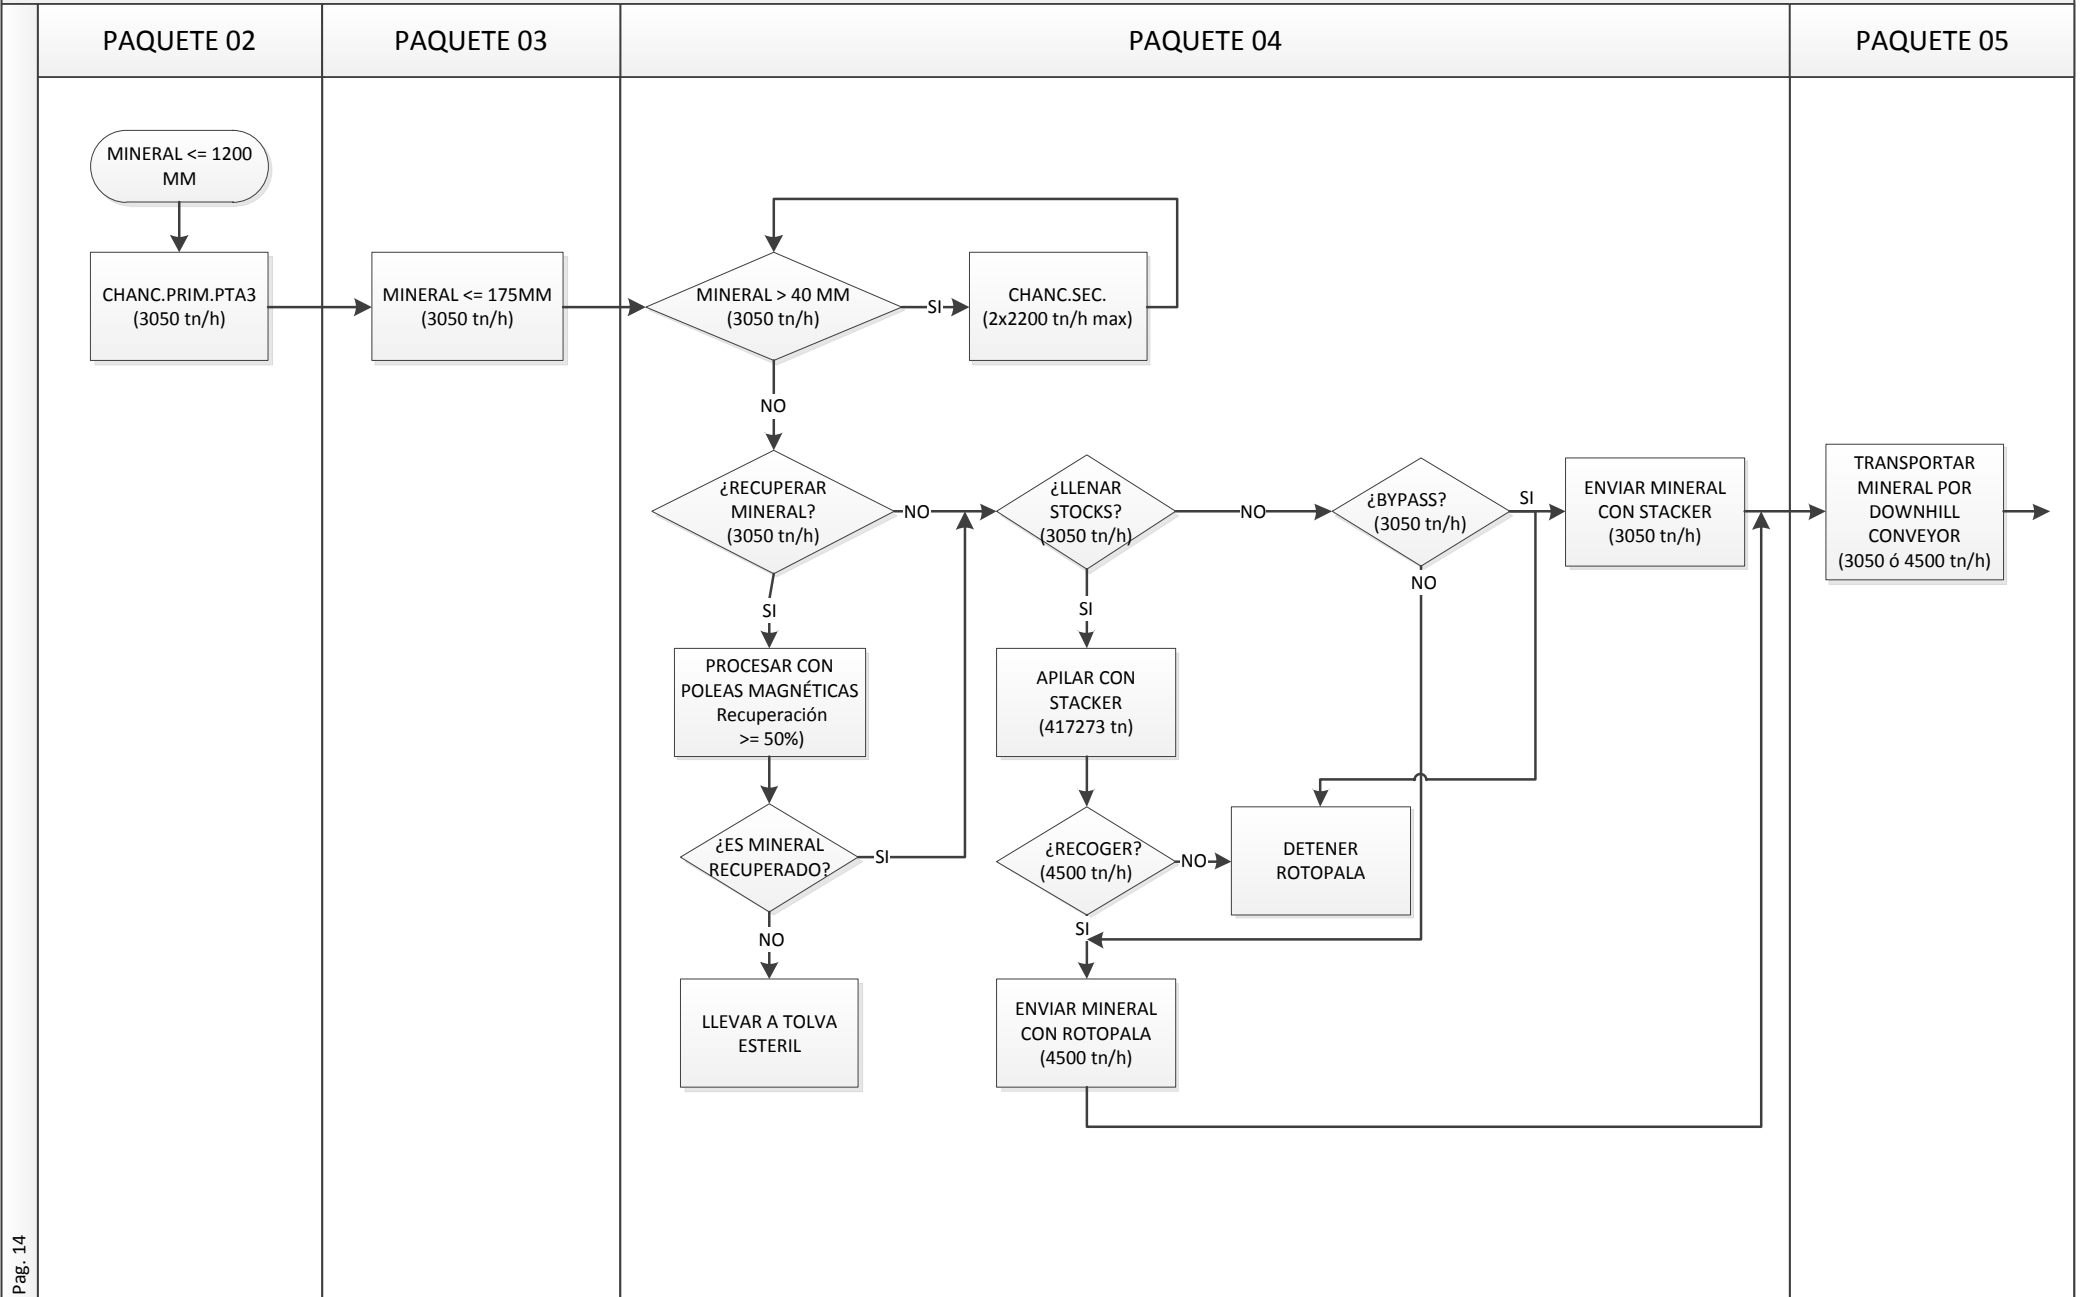 PAQUETE 02
PAQUETE 03
PAQUETE 04
PAQUETE 05
MINERAL <= 1200
MM
CHANC.PRIM.PTA3
(3050 tn/h)
MINERAL <= 175MM
(3050 tn/h)
MINERAL > 40 MM
(3050 tn/h)
SI
CHANC.SEC.
(2x2200 tn/h max)
NO
¿RECUPERAR
MINERAL?
(3050 tn/h)
NO
¿LLENAR
STOCKS?
(3050 tn/h)
NO
¿BYPASS?
(3050 tn/h)
SI
ENVIAR MINERAL
CON STACKER
(3050 tn/h)
TRANSPORTAR
MINERAL POR
DOWNHILL
CONVEYOR
(3050 ó 4500 tn/h)
SI
SI
NO
PROCESAR CON
POLEAS MAGNÉTICAS
Recuperación
>= 50%)
APILAR CON
STACKER
(417273 tn)
¿ES MINERAL
RECUPERADO?
SI
¿RECOGER?
(4500 tn/h)
NO
DETENER
ROTOPALA
NO
SI
LLEVAR A TOLVA
ESTERIL
ENVIAR MINERAL
CON ROTOPALA
(4500 tn/h)
Pag. 14